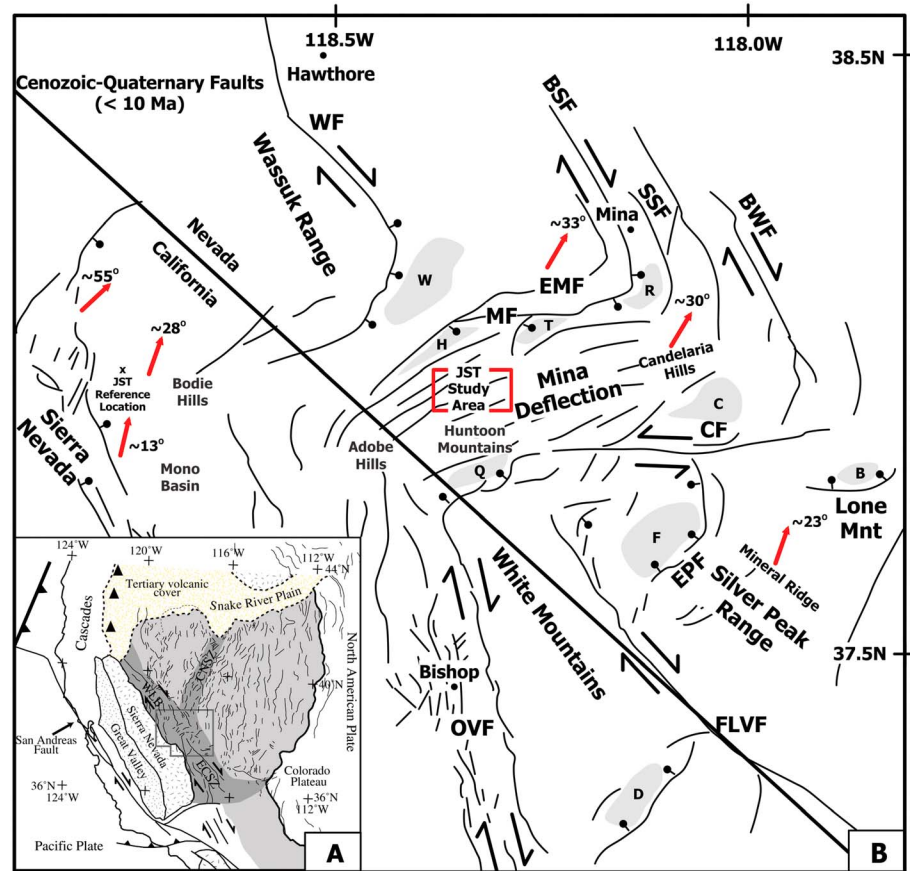 118.5W
118.0W
38.5N
Hawthore
Cenozoic-Quaternary Faults
(< 10 Ma)
WF
BSF
Wassuk Range
Mina
SSF
BWF
Nevada
California
~33°
~55°
W
EMF
R
~30°
MF
T
H
~28°
Candelaria
Hills
x
JST
Reference
Location
Bodie
Hills
JST
Study
Area
Mina
Deflection
C
CF
Sierra
Nevada
~13°
Mono
Basin
Adobe
Hills
Huntoon
Mountains
Q
B
Lone
Mnt
~23°
F
EPF
Mineral Ridge
Silver Peak
Range
White Mountains
37.5N
Bishop
OVF
FLVF
D
B
124°W
120°W
116°W
112°W
44°N
Tertiary volcanic
cover
Snake River Plain
Cascades
CNSZ
North American Plate
40°N
WLB
San Andreas
Fault
Sierra Nevada
Great Valley
ECSZ
Colorado
Plateau
36°N
124°W
36°N
112°W
Pacific Plate
A